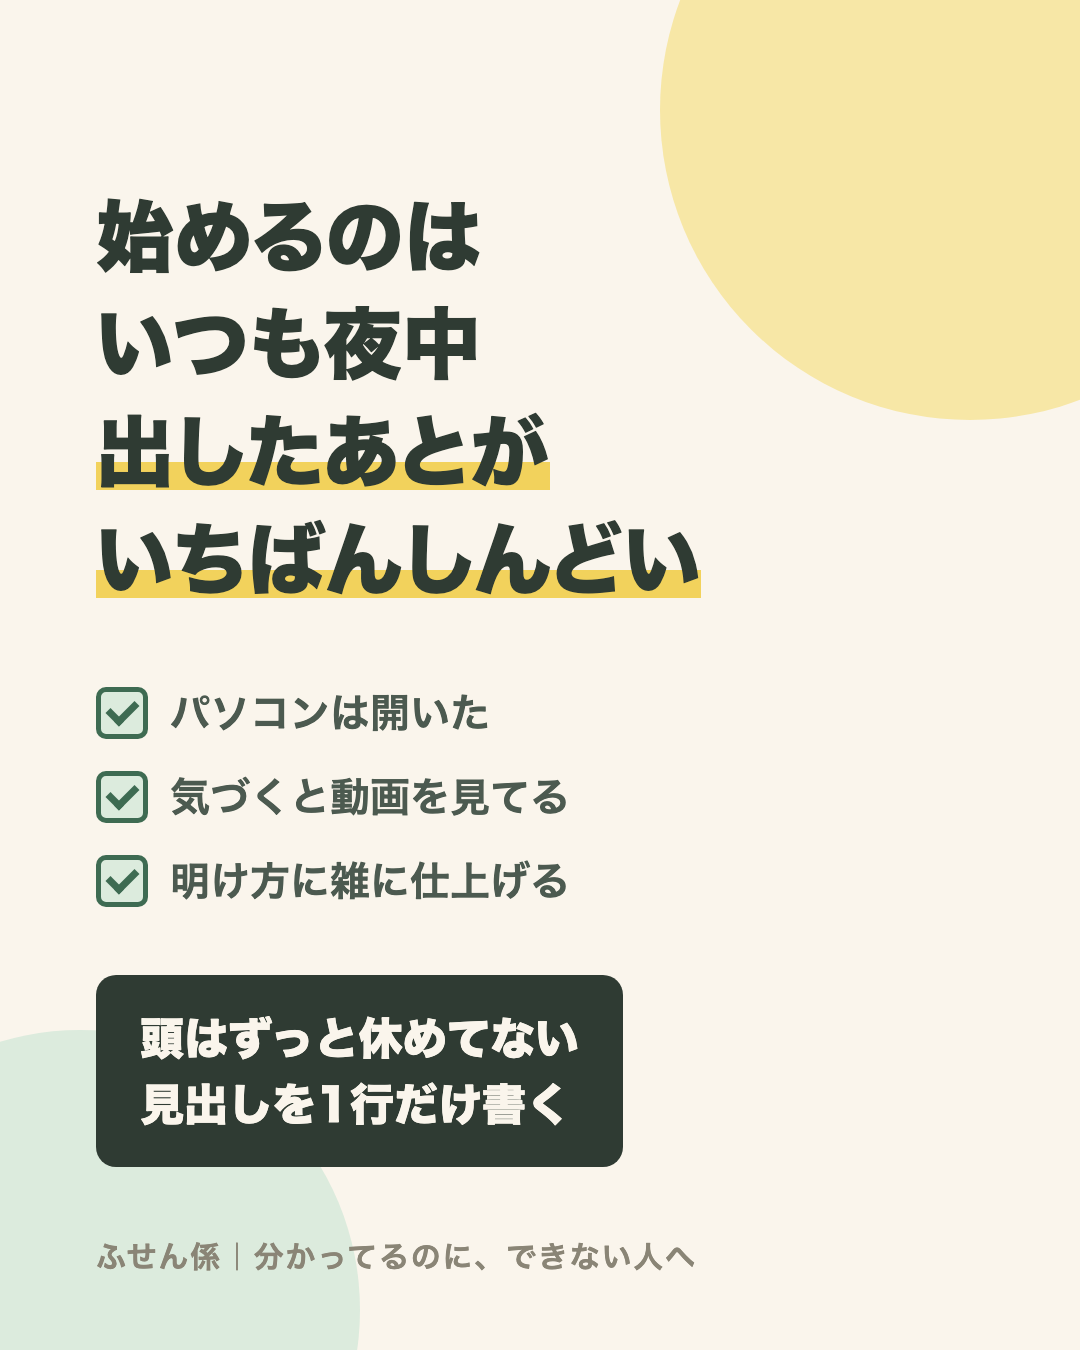 始めるのは
いつも夜中
出したあとが
いちばんしんどい
パソコンは開いた
気づくと動画を見てる
明け方に雑に仕上げる
頭はずっと休めてない
見出しを1行だけ書く
ふせん係｜分かってるのに、できない人へ